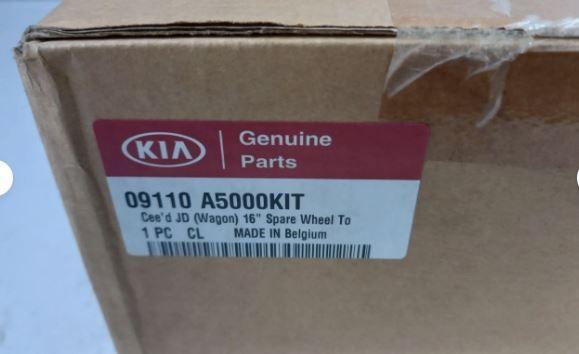 KIA
Genuine
Parts
09110 A5000KIT
Cee'd JD (Wagon) 16" Spare Wheel To
1 PC CL MADE IN Belgium